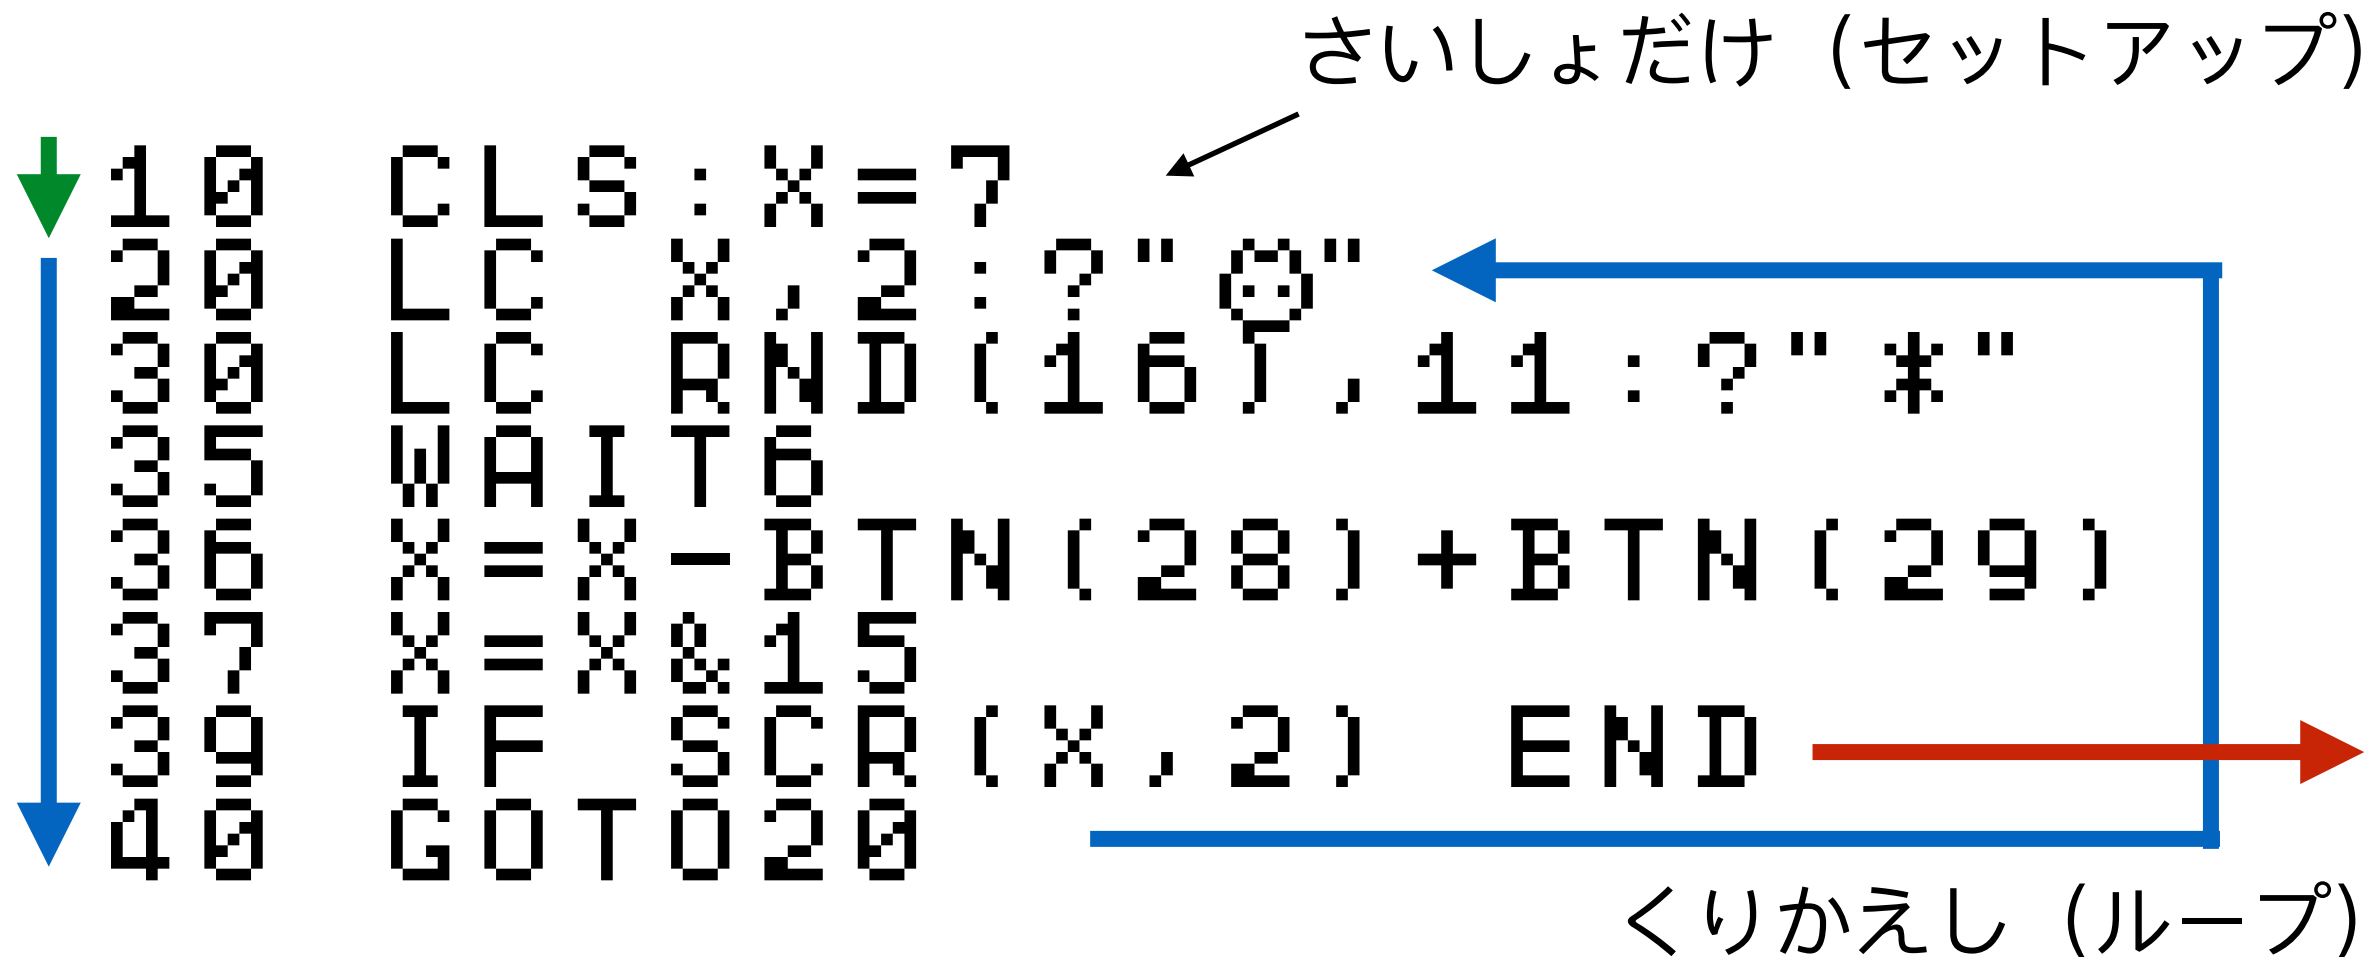 さいしょだけ (セットアップ)
10 CLS:X=7
20 LC X,2:?"🐱"
30 LC RND(16),11:?"*"
35 WAIT6
36 X=X-BTN(28)+BTN(29)
37 X=X&15
39 IF SCR(X,2) END
40 GOTO20
くりかえし (ループ)